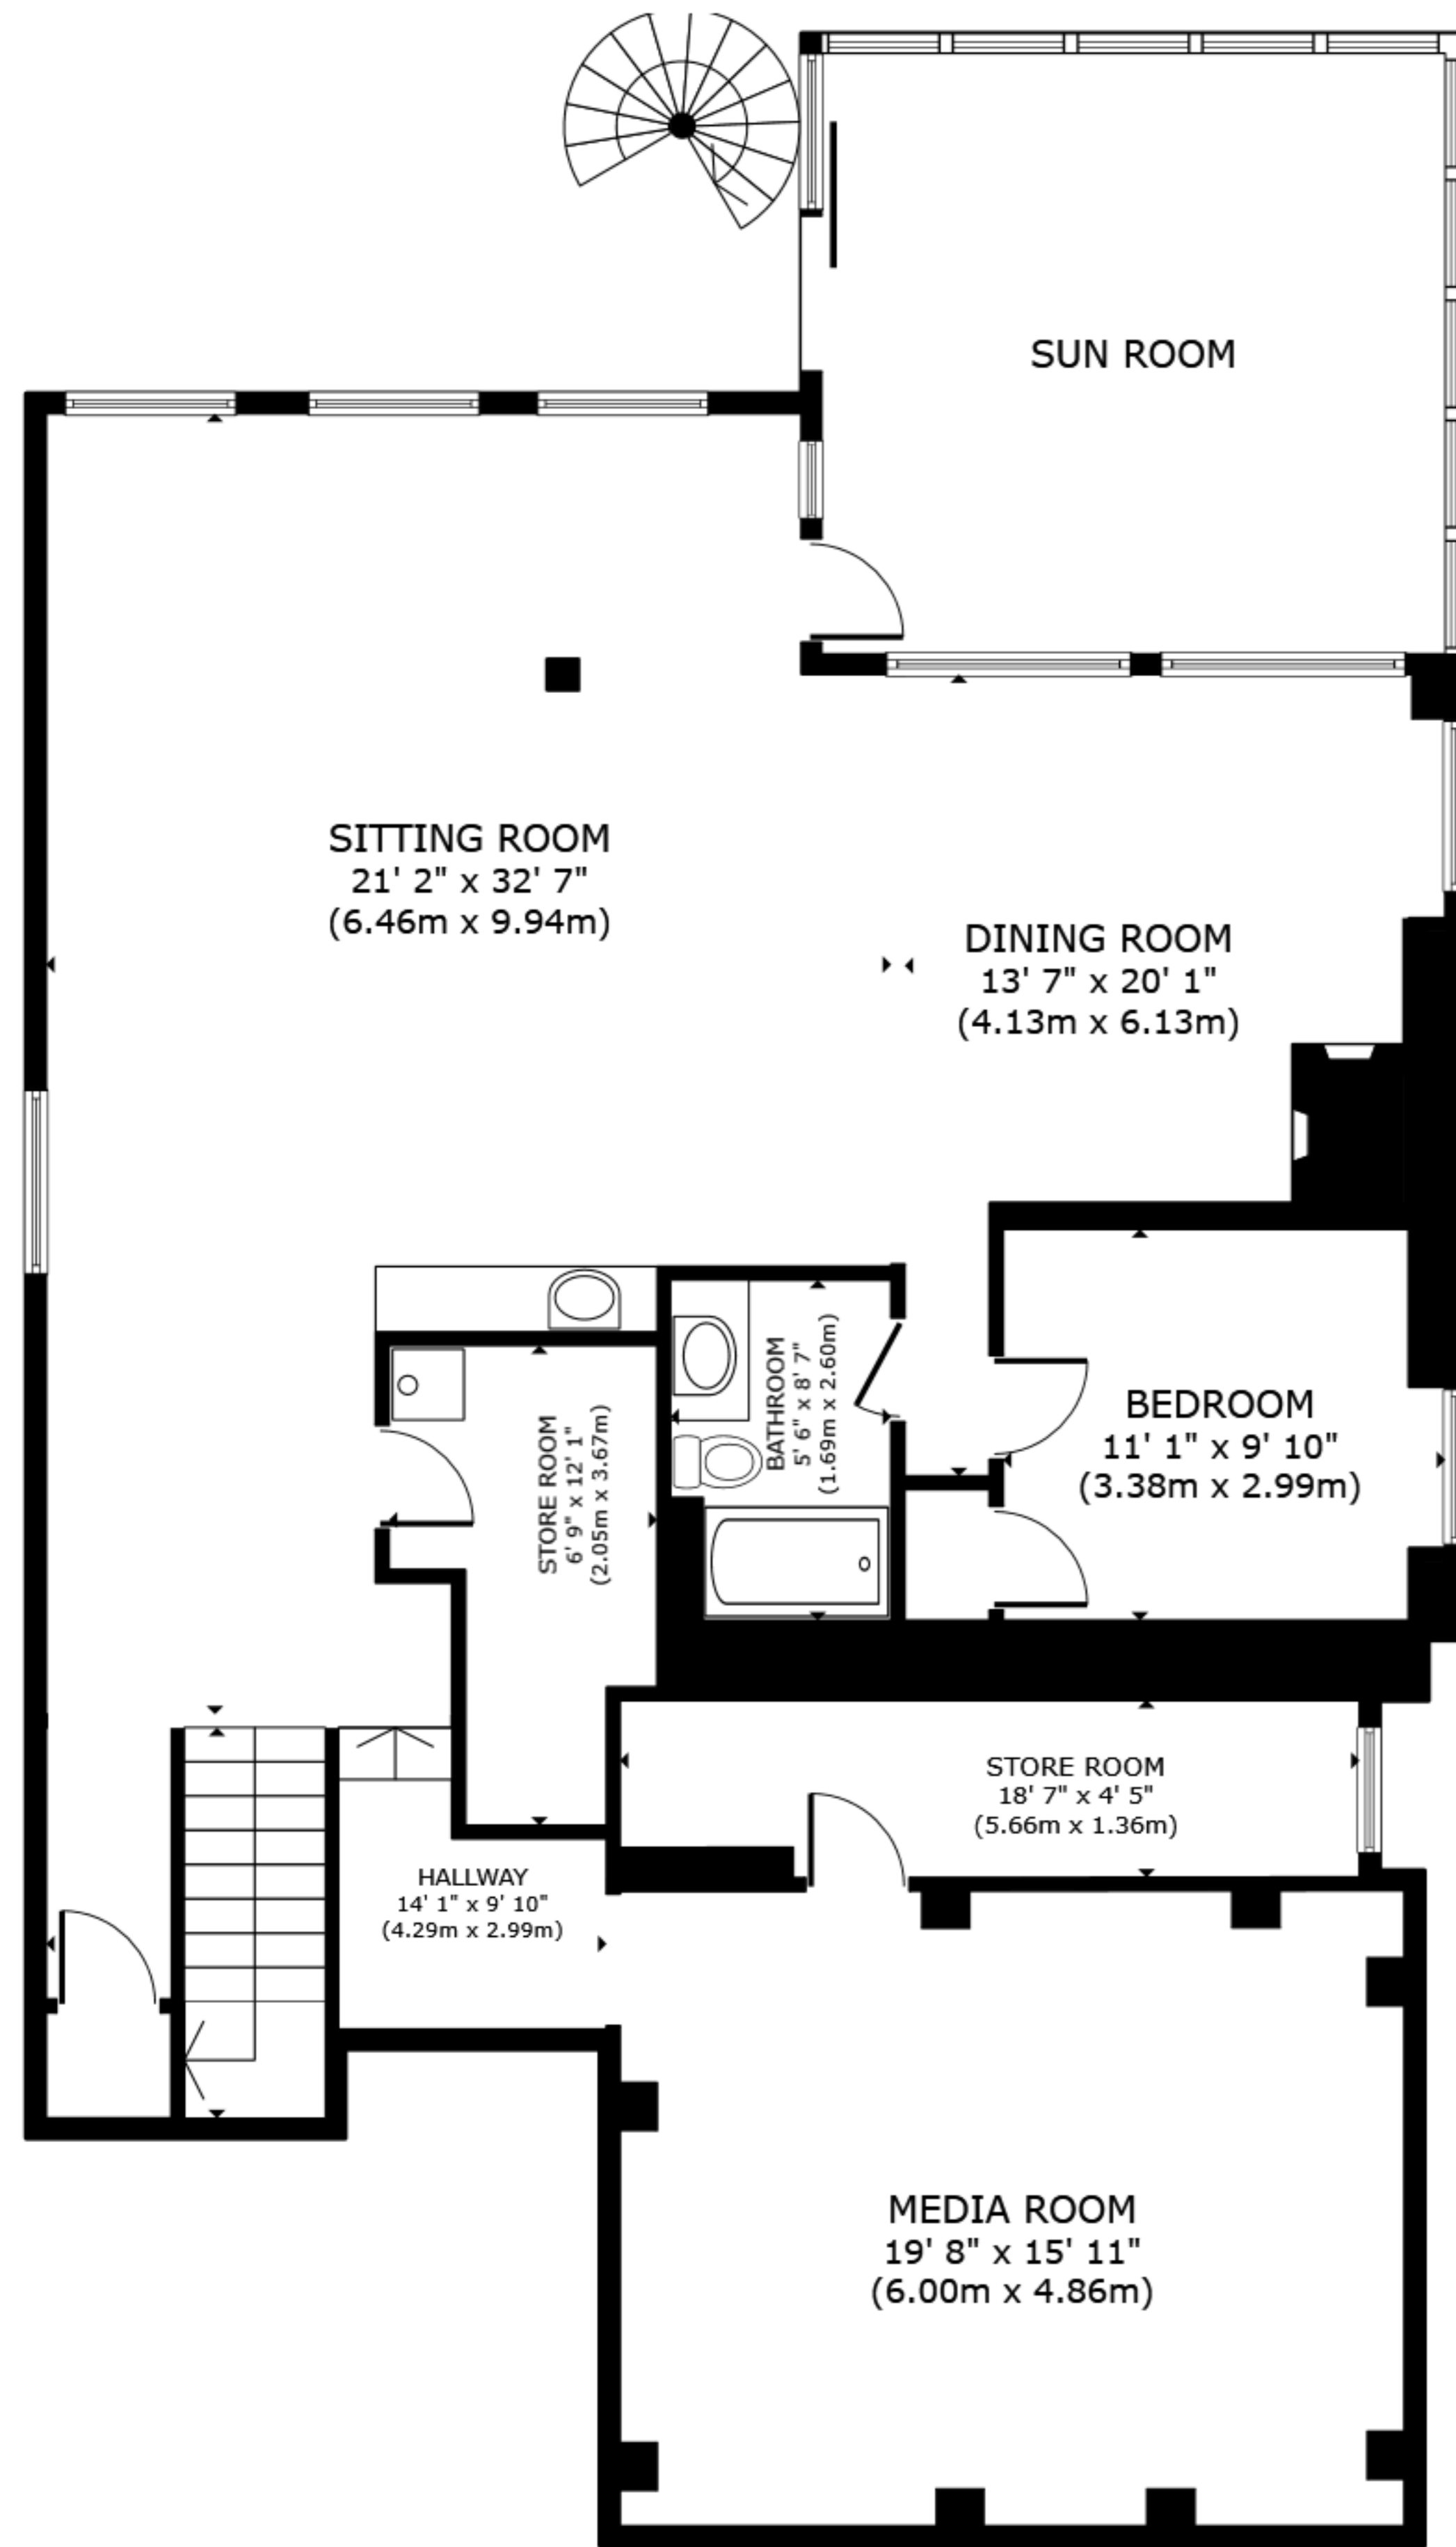 SUN ROOM
SITTING ROOM
21' 2" x 32' 7"
(6.46m x 9.94m)
DINING ROOM
13' 7" x 20' 1"
(4.13m x 6.13m)
STORE ROOM
6' 9" x 12' 1"
(2.05m x 3.67m)
BATHROOM
5' 6" x 8' 7"
(1.69m x 2.60m)
BEDROOM
11' 1" x 9' 10"
(3.38m x 2.99m)
STORE ROOM
18' 7" x 4' 5"
(5.66m x 1.36m)
HALLWAY
14' 1" x 9' 10"
(4.29m x 2.99m)
MEDIA ROOM
19' 8" x 15' 11"
(6.00m x 4.86m)